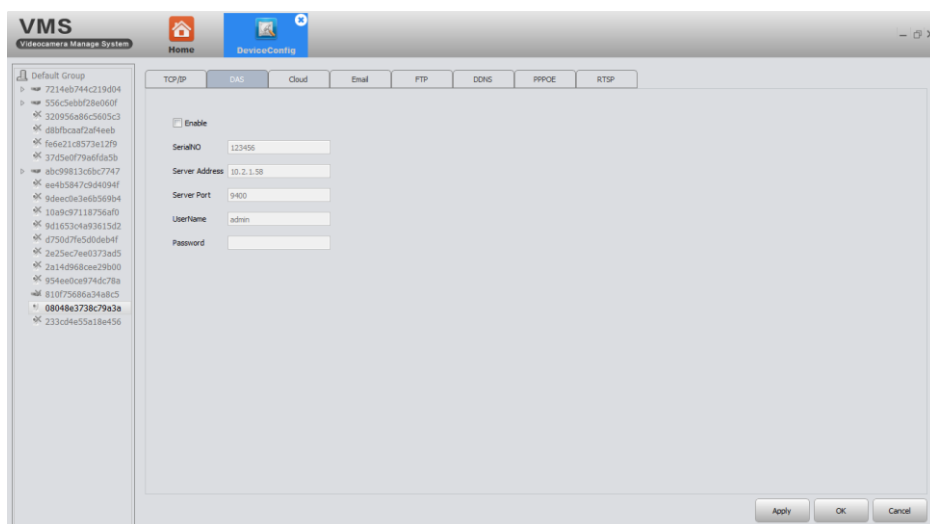 VMS
Videocamera Manage System
Home
DeviceConfig
Default Group
7214eb744c219d04
556c5ebbf28e060f
320956a86c5605c3
d8bfbcaaf2af4eeb
fe6e21c8573e12f9
37d5e0f79a6fda5b
abc99813c6bc7747
ee4b5847c9d4094f
9deec0e3e6b569b4
10a9c97118756af0
9d1653c4a93615d2
d750d7fe5d0deb4f
2e25ec7ee0373ad5
2a14d968cee29b00
954ee0ce974dc78a
810f75686a34a8c5
08048e3738c79a3a
233cd4e55a18e456
TCP/IP DAS Cloud Email FTP DDNS PPPOE RTSP
Enable
SerialNO 123456
Server Address 10.2.1.58
Server Port 9400
UserName admin
Password
Apply OK Cancel